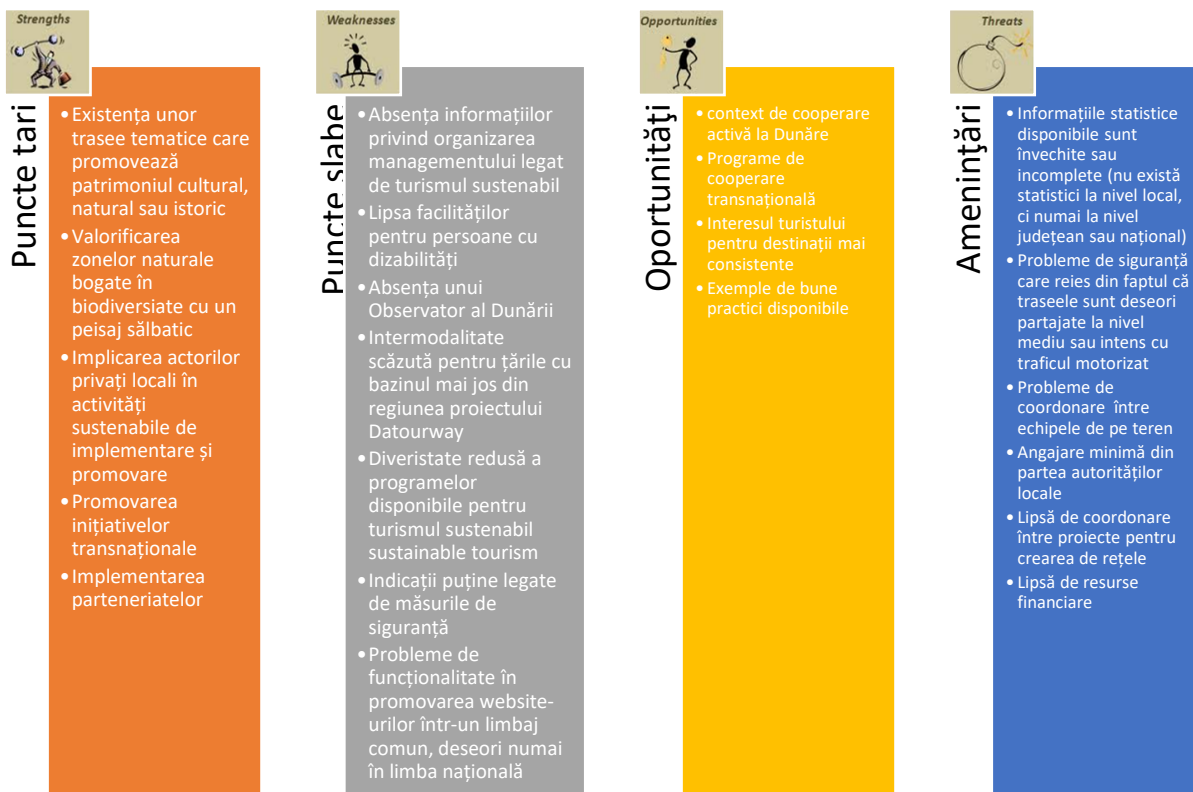 Strengths
Puncte tari
•Existența unor
trasee tematice care
promovează
patrimoniul cultural,
natural sau istoric
•Valorificarea
zonelor naturale
bogate în
biodiversiate cu un
peisaj sălbatic
•Implicarea actorilor
privați locali în
activități
sustenabile de
implementare și
promovare
•Promovarea
inițiativelor
transnaționale
•Implementarea
parteneriatelor
Weaknesses
Puncte slabe
•Absența informațiilor
privind organizarea
managementului legat
de turismul sustenabil
•Lipsa facilităților
pentru persoane cu
dizabilități
•Absența unui
Observator al Dunării
•Intermodalitate
scăzută pentru țările cu
bazinul mai jos din
regiunea proiectului
Datourway
•Diveristate redusă a
programelor
disponibile pentru
turismul sustenabil
sustainable tourism
•Indicații puține legate
de măsurile de
siguranță
•Probleme de
funcționalitate în
promovarea website-
urilor într-un limbaj
comun, deseori numai
în limba națională
Opportunities
Oportunităţi
•context de cooperare
activă la Dunăre
•Programe de
cooperare
transnațională
•Interesul turistului
pentru destinații mai
consistente
•Exemple de bune
practici disponibile
Threats
Ameninţări
•Informațiile statistice
disponibile sunt
învechite sau
incomplete (nu există
statistici la nivel local,
ci numai la nivel
județean sau național)
•Probleme de siguranță
care reies din faptul că
traseele sunt deseori
partajate la nivel
mediu sau intens cu
traficul motorizat
•Probleme de
coordonare între
echipele de pe teren
•Angajare minimă din
partea autorităților
locale
•Lipsă de coordonare
între proiecte pentru
crearea de rețele
•Lipsă de resurse
financiare